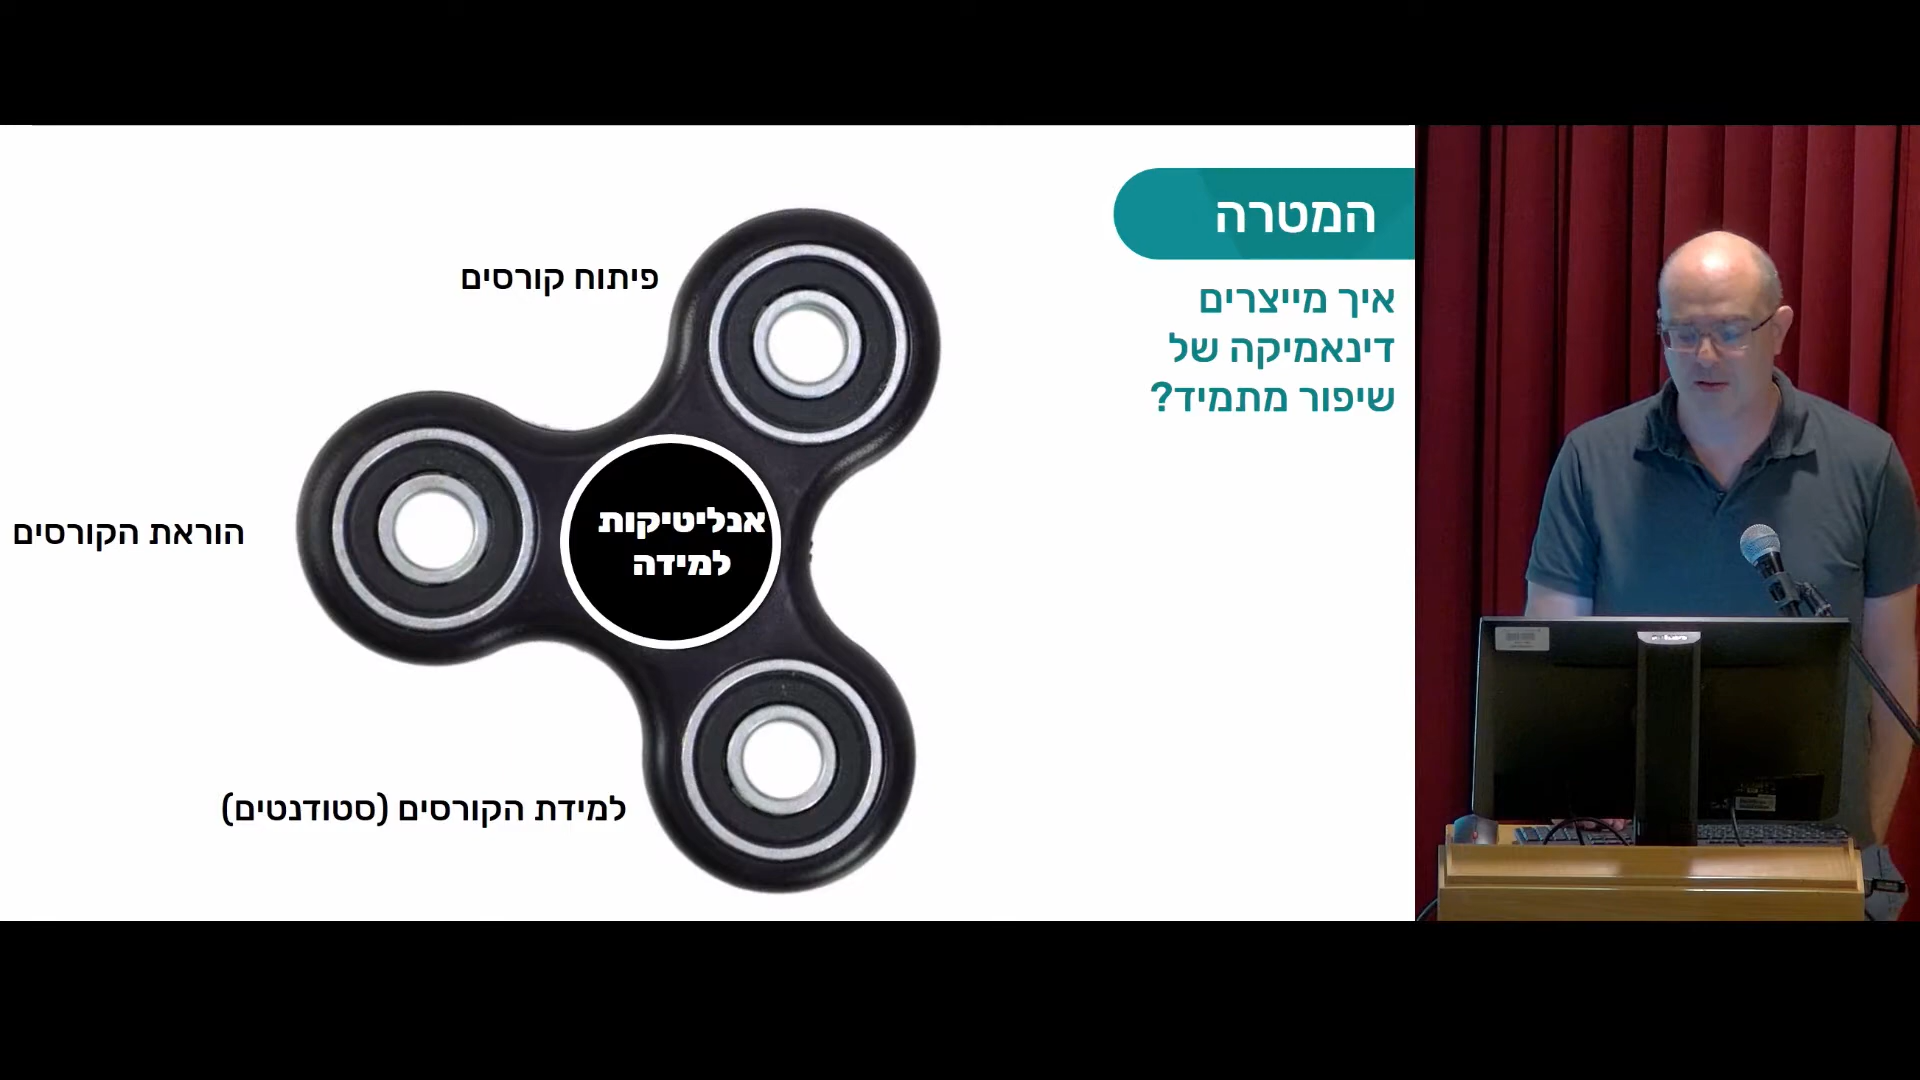 המטרה
איך מייצרים
דינאמיקה של
שיפור מתמיד?
פיתוח קורסים
אנליטיקות
למידה
הוראת הקורסים
למידת הקורסים (סטודנטים)